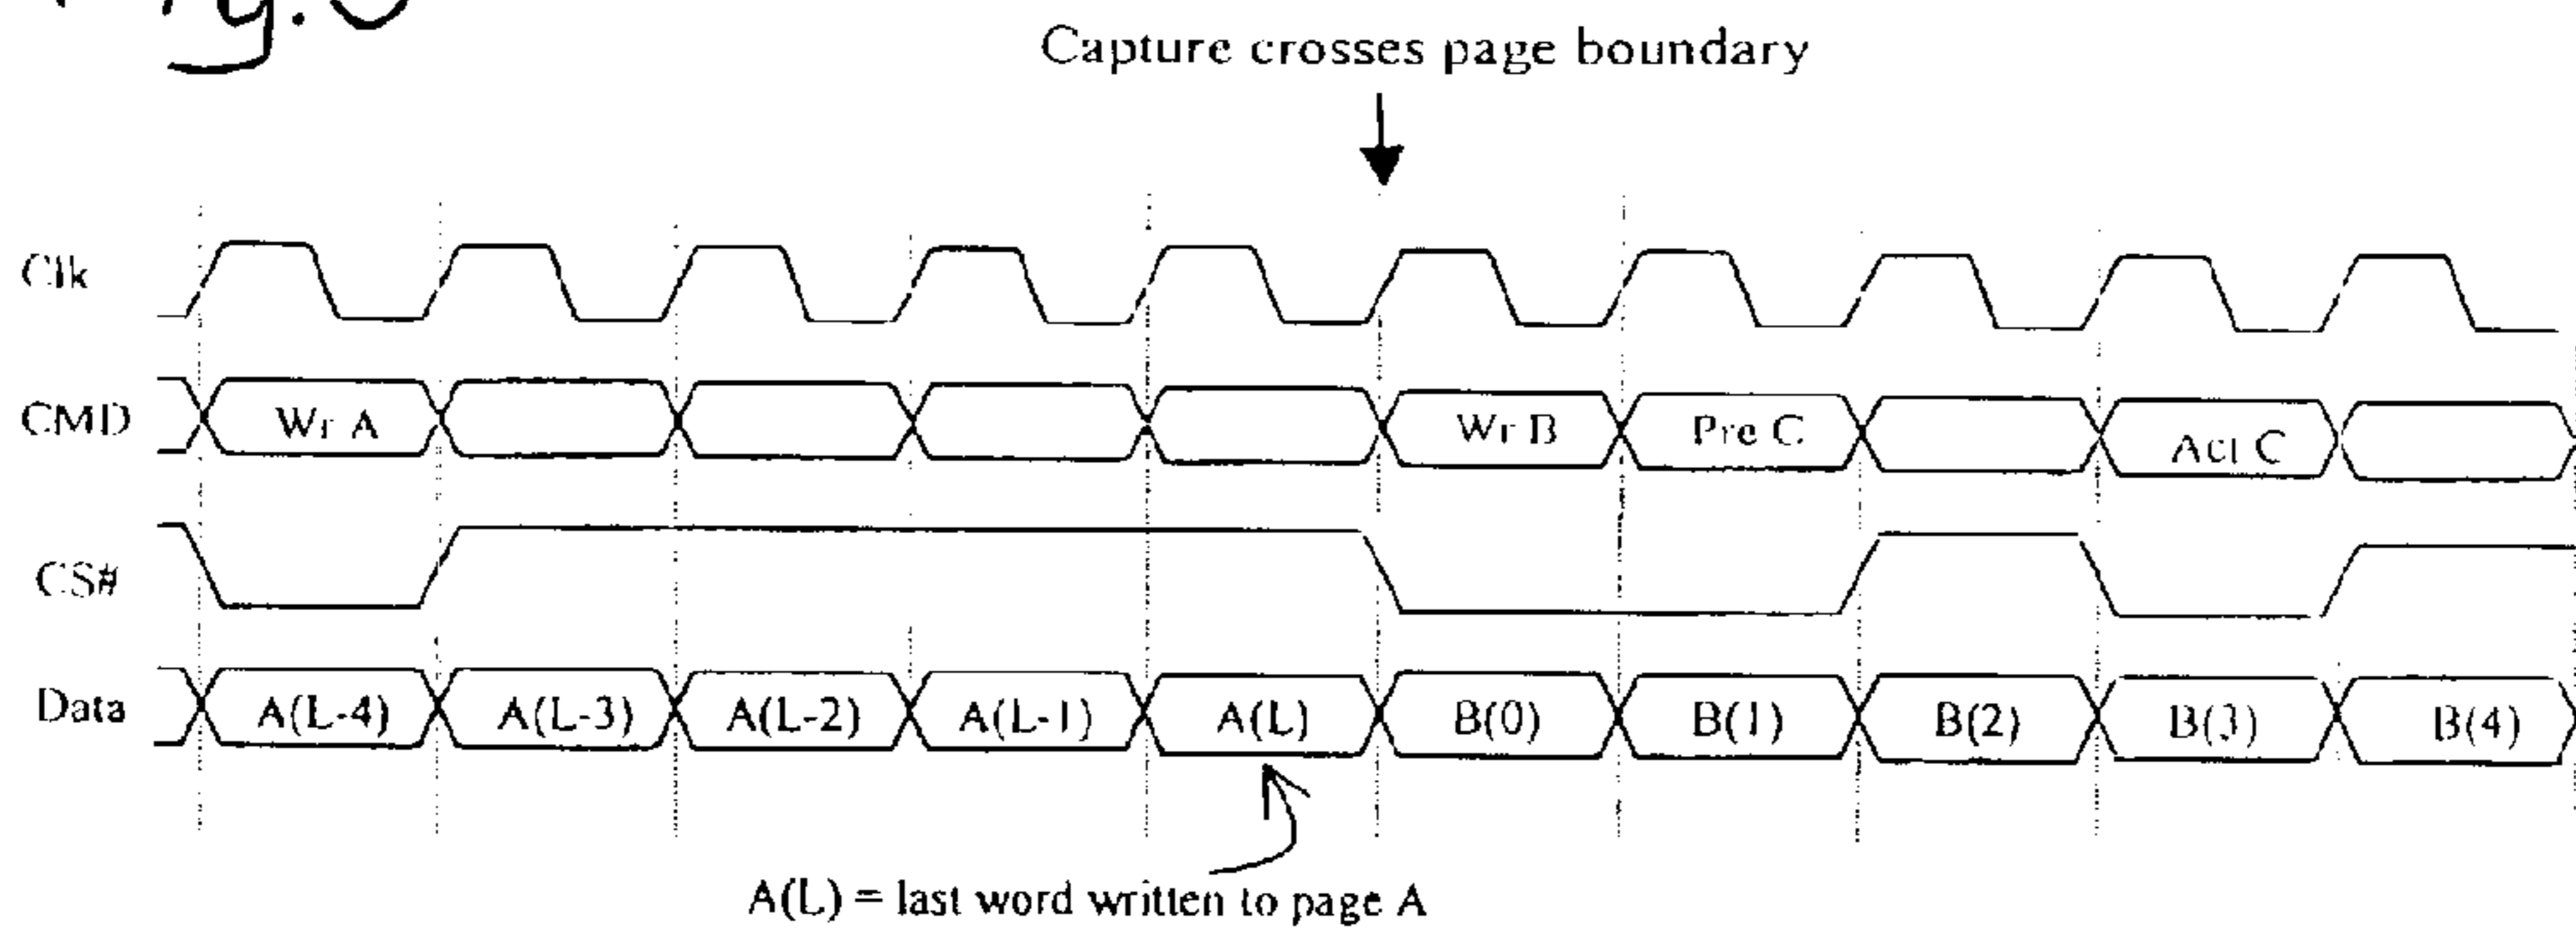 Capture crosses page boundary
Clk
CMD Wr A Wr B Pre C Act C
CS#
Data A(L-4) A(L-3) A(L-2) A(L-1) A(L) B(0) B(1) B(2) B(3) B(4)
A(L) = last word written to page A